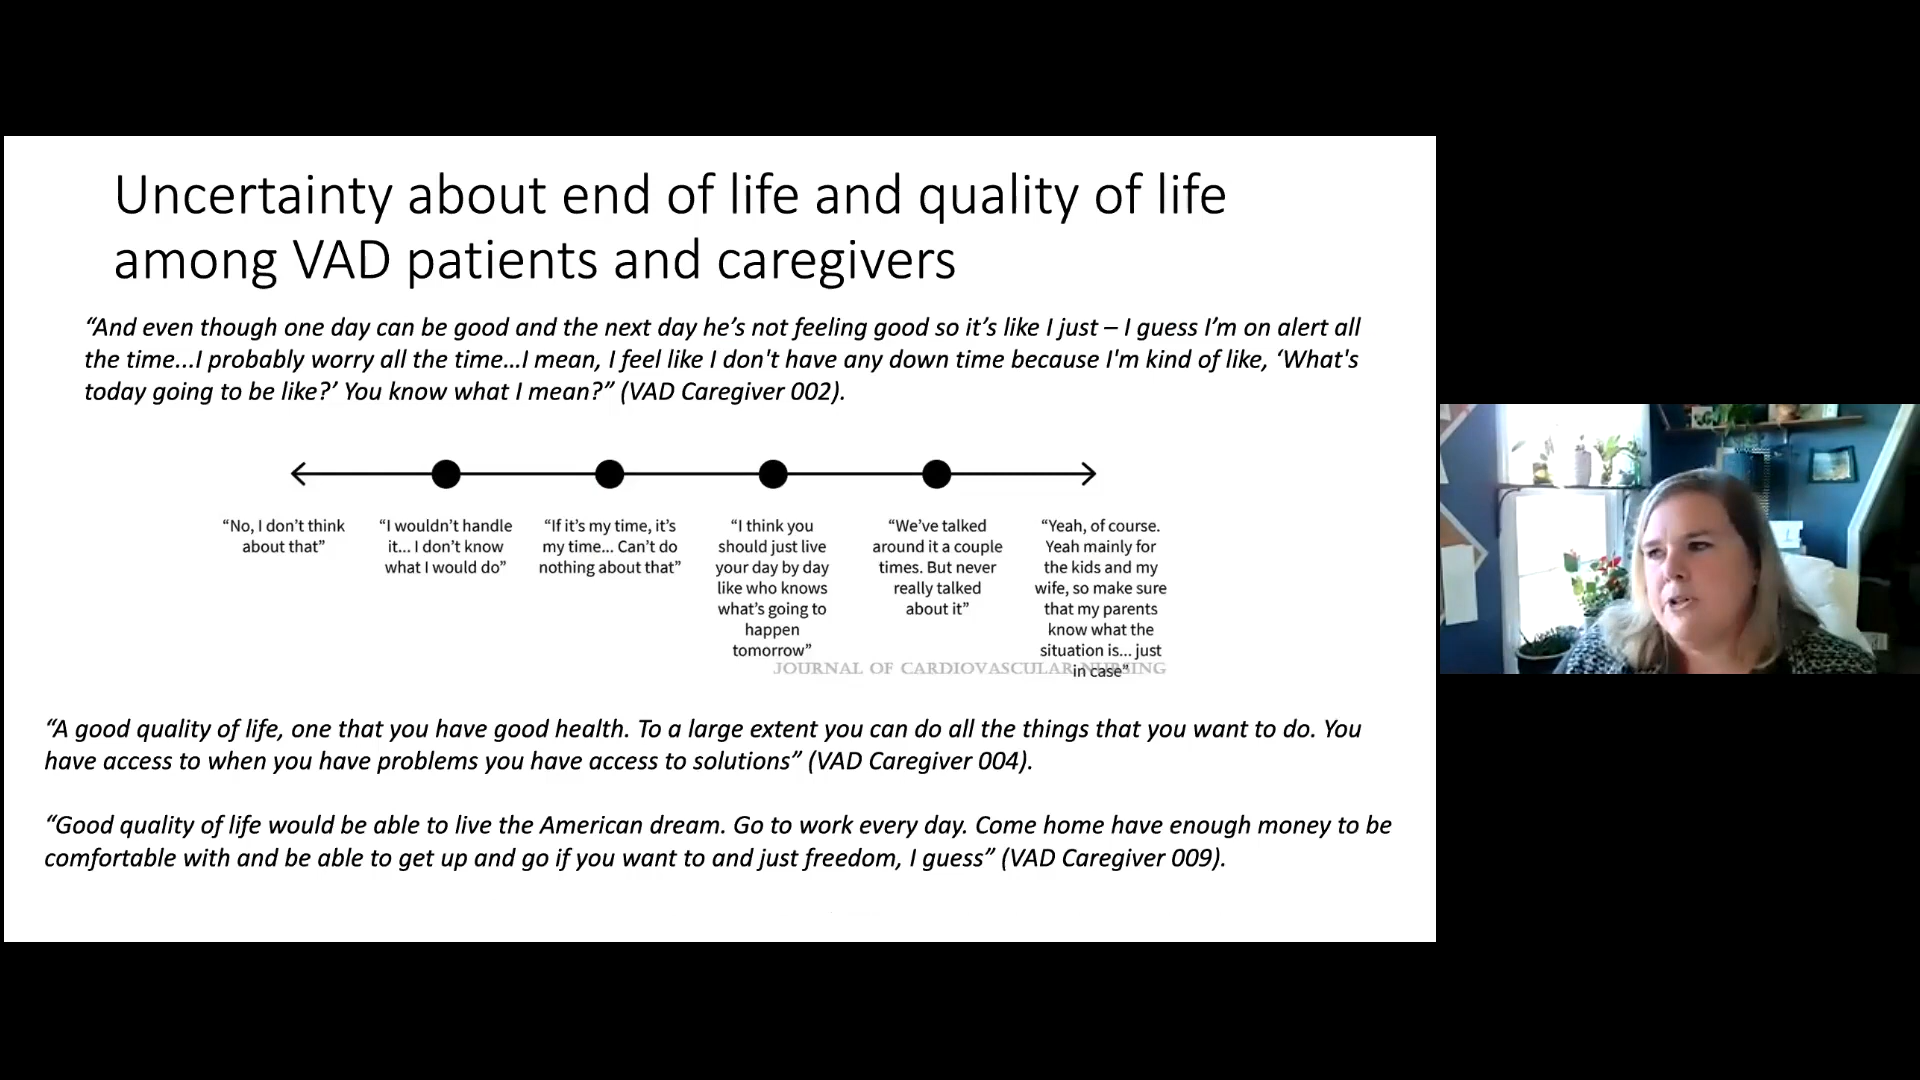 Uncertainty about end of life and quality of life
among VAD patients and caregivers
“And even though one day can be good and the next day he’s not feeling good so it’s like I just – I guess I’m on alert all
the time...I probably worry all the time...I mean, I feel like I don't have any down time because I'm kind of like, ‘What's
today going to be like?’ You know what I mean?” (VAD Caregiver 002).
“No, I don’t think
about that”
“I wouldn’t handle
it... I don’t know
what I would do”
“If it’s my time, it’s
my time... Can’t do
nothing about that”
“I think you
should just live
your day by day
like who knows
what’s going to
happen
tomorrow”
“We’ve talked
around it a couple
times. But never
really talked
about it”
“Yeah, of course.
Yeah mainly for
the kids and my
wife, so make sure
that my parents
know what the
situation is... just
in case”
JOURNAL OF CARDIOVASCULAR NURSING
“A good quality of life, one that you have good health. To a large extent you can do all the things that you want to do. You
have access to when you have problems you have access to solutions” (VAD Caregiver 004).
“Good quality of life would be able to live the American dream. Go to work every day. Come home have enough money to be
comfortable with and be able to get up and go if you want to and just freedom, I guess” (VAD Caregiver 009).